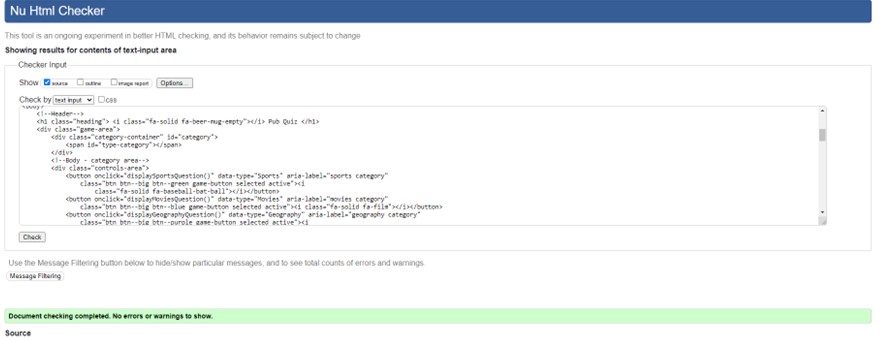 Nu Html Checker
This tool is an ongoing experiment in better HTML checking, and its behavior remains subject to change
Showing results for contents of text-input area
Checker Input
Show source outline image report Options...
Check by text input css
<body>
<!--Header-->
<h1 class="heading"> <i class="fa-solid fa-beer-mug-empty"></i> Pub Quiz </h1>
<div class="game-area">
<div class="category-container" id="category">
<span id="type-category"></span>
</div>
<!--Body - category area-->
<div class="controls-area">
<button onclick="displaySportsQuestion()" data-type="Sports" aria-label="sports category"
class="btn btn--big btn--green game-button selected active"><i
class="fa-solid fa-baseball-bat-ball"></i></button>
<button onclick="displayMoviesQuestion()" data-type="Movies" aria-label="movies category"
class="btn btn--big btn--blue game-button selected active"><i class="fa-solid fa-film"></i></button>
<button onclick="displayGeographyQuestion()" data-type="Geography" aria-label="geography category"
class="btn btn--big btn--purple game-button selected active"><i
Check
Use the Message Filtering button below to hide/show particular messages, and to see total counts of errors and warnings.
Message Filtering
Document checking completed. No errors or warnings to show.
Source